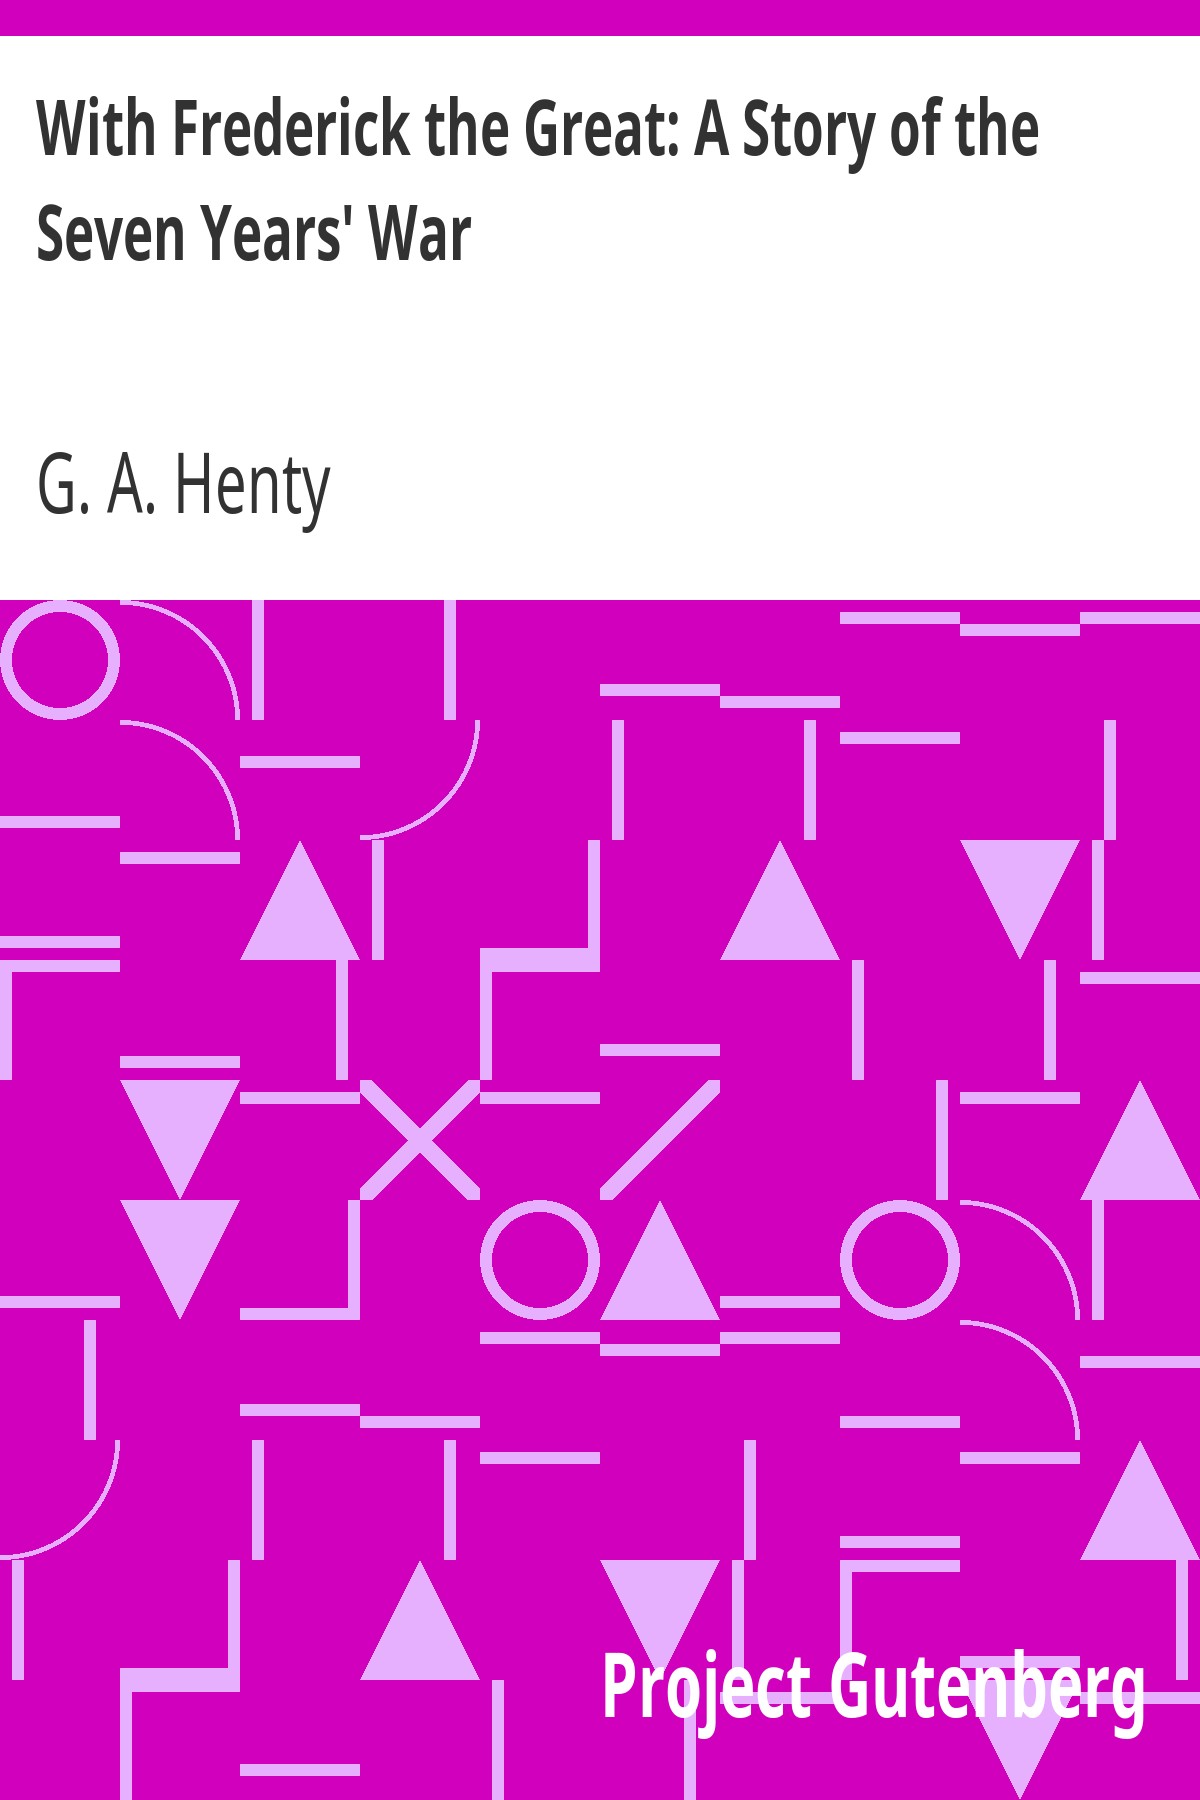 With Frederick the Great: A Story of the
Seven Years' War
G. A. Henty
Project Gutenberg